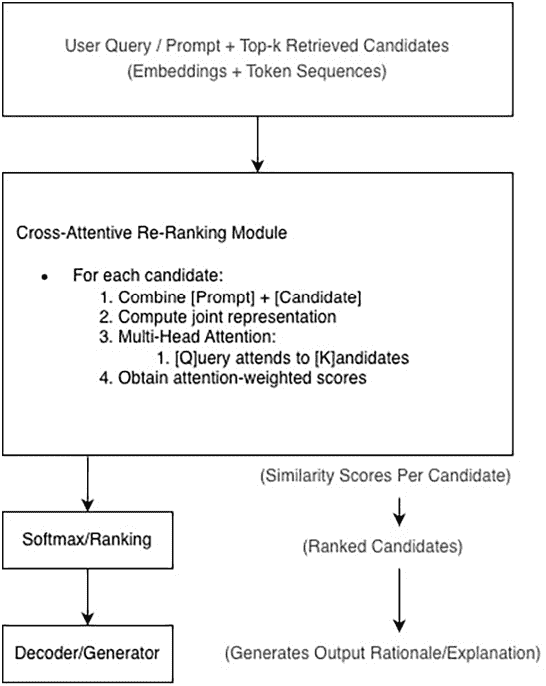 User Query / Prompt + Top-k Retrieved Candidates
(Embeddings + Token Sequences)
Cross-Attentive Re-Ranking Module
• For each candidate:
1. Combine [Prompt] + [Candidate]
2. Compute joint representation
3. Multi-Head Attention:
1. [Q]uery attends to [K]andidates
4. Obtain attention-weighted scores
(Similarity Scores Per Candidate)
Softmax/Ranking
(Ranked Candidates)
Decoder/Generator
(Generates Output Rationale/Explanation)